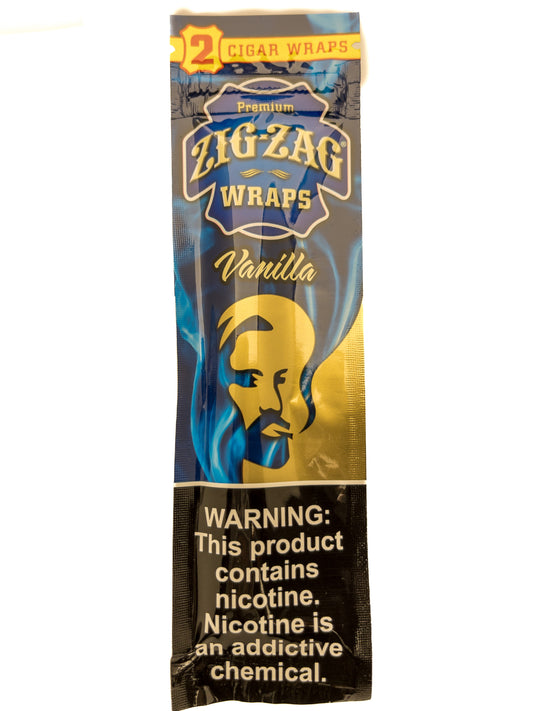 2 CIGAR WRAPS
Premium
ZIG-ZAG®
WRAPS
Vanilla
WARNING:
This product
contains
nicotine.
Nicotine is
an addictive
chemical.